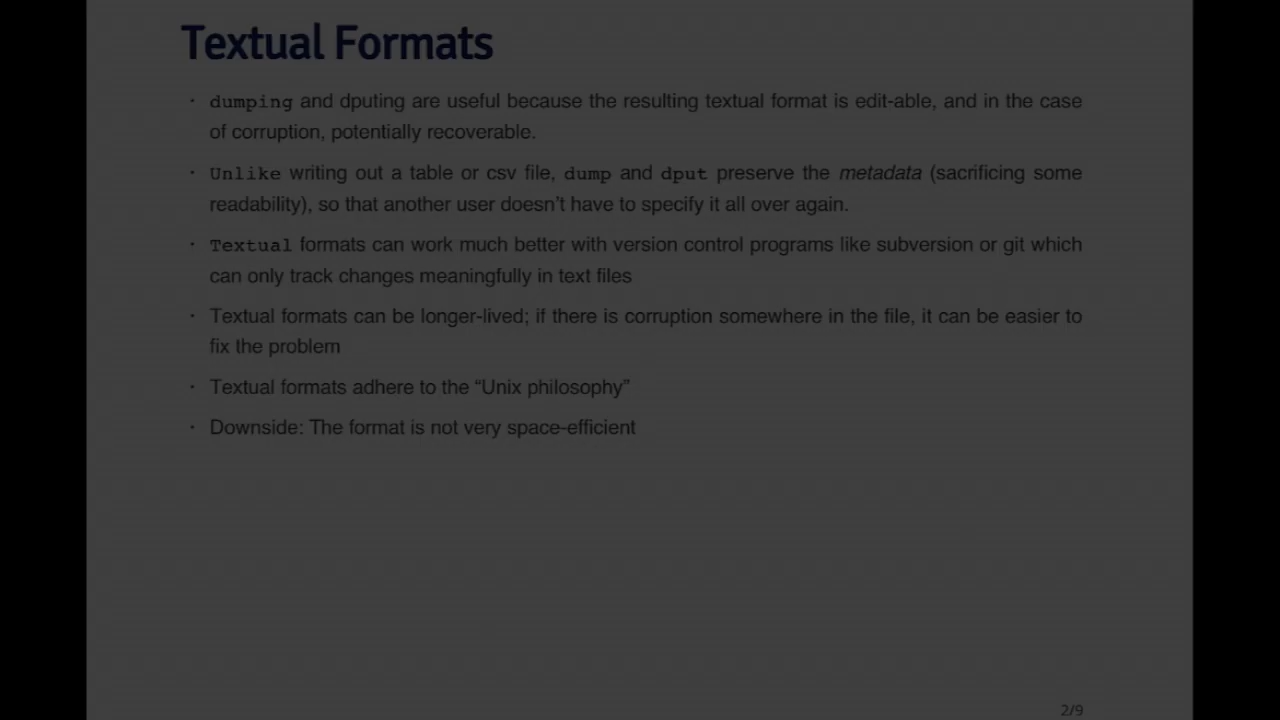 Textual Formats
· dumping and dputing are useful because the resulting textual format is edit-able, and in the case
of corruption, potentially recoverable.
· Unlike writing out a table or csv file, dump and dput preserve the metadata (sacrificing some
readability), so that another user doesn't have to specify it all over again.
· Textual formats can work much better with version control programs like subversion or git which
can only track changes meaningfully in text files
· Textual formats can be longer-lived; if there is corruption somewhere in the file, it can be easier to
fix the problem
· Textual formats adhere to the “Unix philosophy”
· Downside: The format is not very space-efficient
2/9